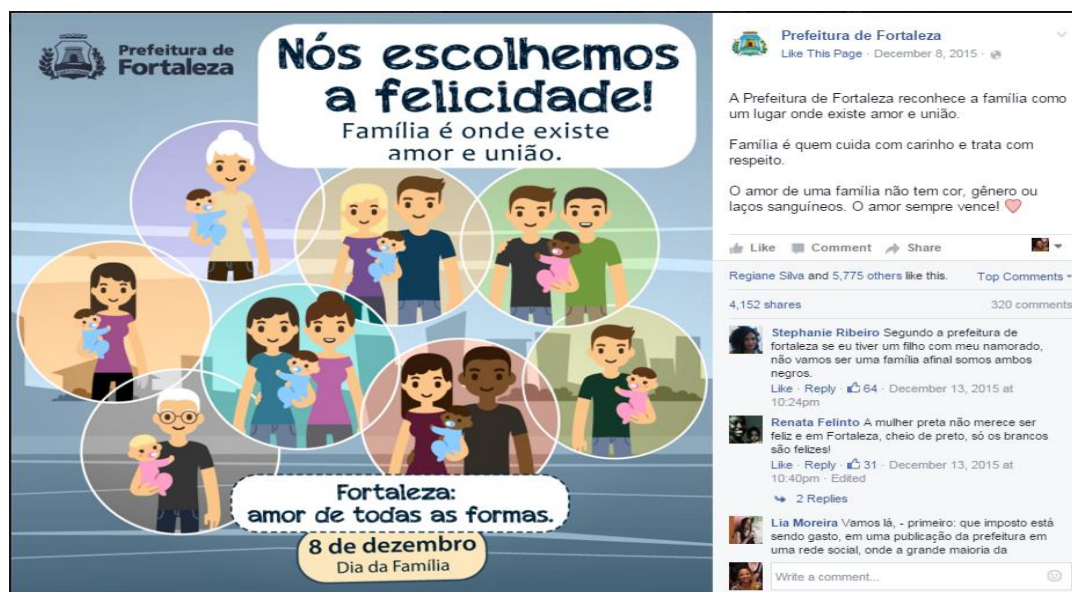 Prefeitura de
Fortaleza
Nós escolhemos
a felicidade!
Família é onde existe
amor e união.
Fortaleza:
amor de todas as formas.
8 de dezembro
Dia da Família
Prefeitura de Fortaleza
Like This Page · December 8, 2015 ·
A Prefeitura de Fortaleza reconhece a família como
um lugar onde existe amor e união.
Família é quem cuida com carinho e trata com
respeito.
O amor de uma família não tem cor, gênero ou
laços sanguíneos. O amor sempre vence!
Like Comment Share
Regiane Silva and 5,775 others like this. Top Comments
4,152 shares 320 comments
Stephanie Ribeiro Segundo a prefeitura de
fortaleza se eu tiver um filho com meu namorado,
não vamos ser uma família afinal somos ambos
negros.
Like · Reply · 64 · December 13, 2015 at
10:24pm
Renata Felinto A mulher preta não merece ser
feliz e em Fortaleza, cheio de preto, só os brancos
são felizes!
Like · Reply · 31 · December 13, 2015 at
10:40pm · Edited
2 Replies
Lia Moreira Vamos lá, - primeiro: que imposto está
sendo gasto, em uma publicação da prefeitura em
uma rede social, onde a grande maioria da
Write a comment...